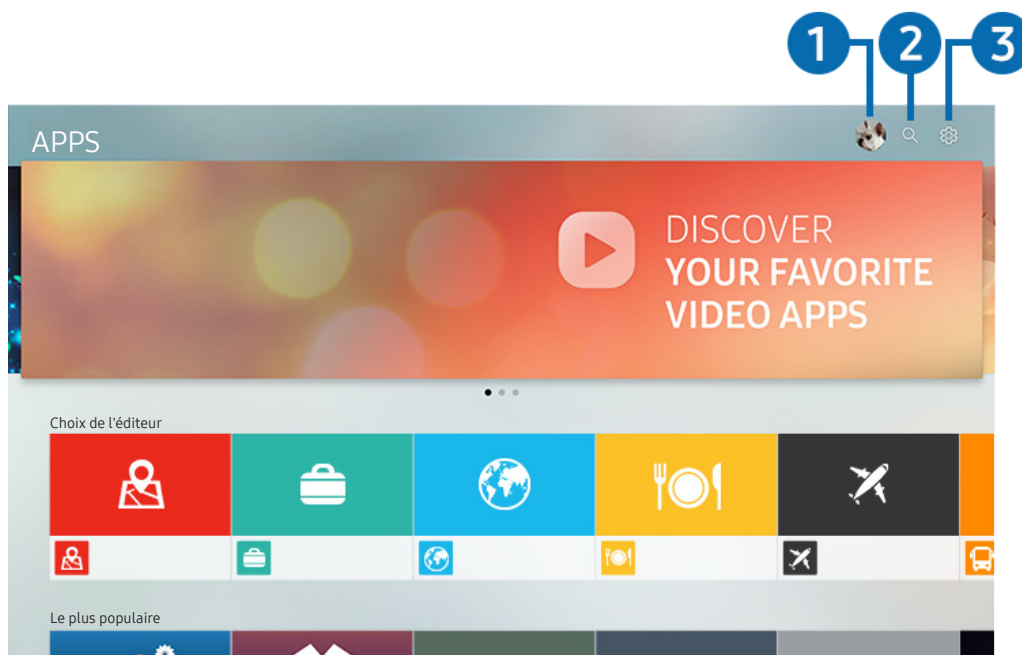 1 2 3
APPS
DISCOVER
YOUR FAVORITE
VIDEO APPS
Choix de l'éditeur
Le plus populaire